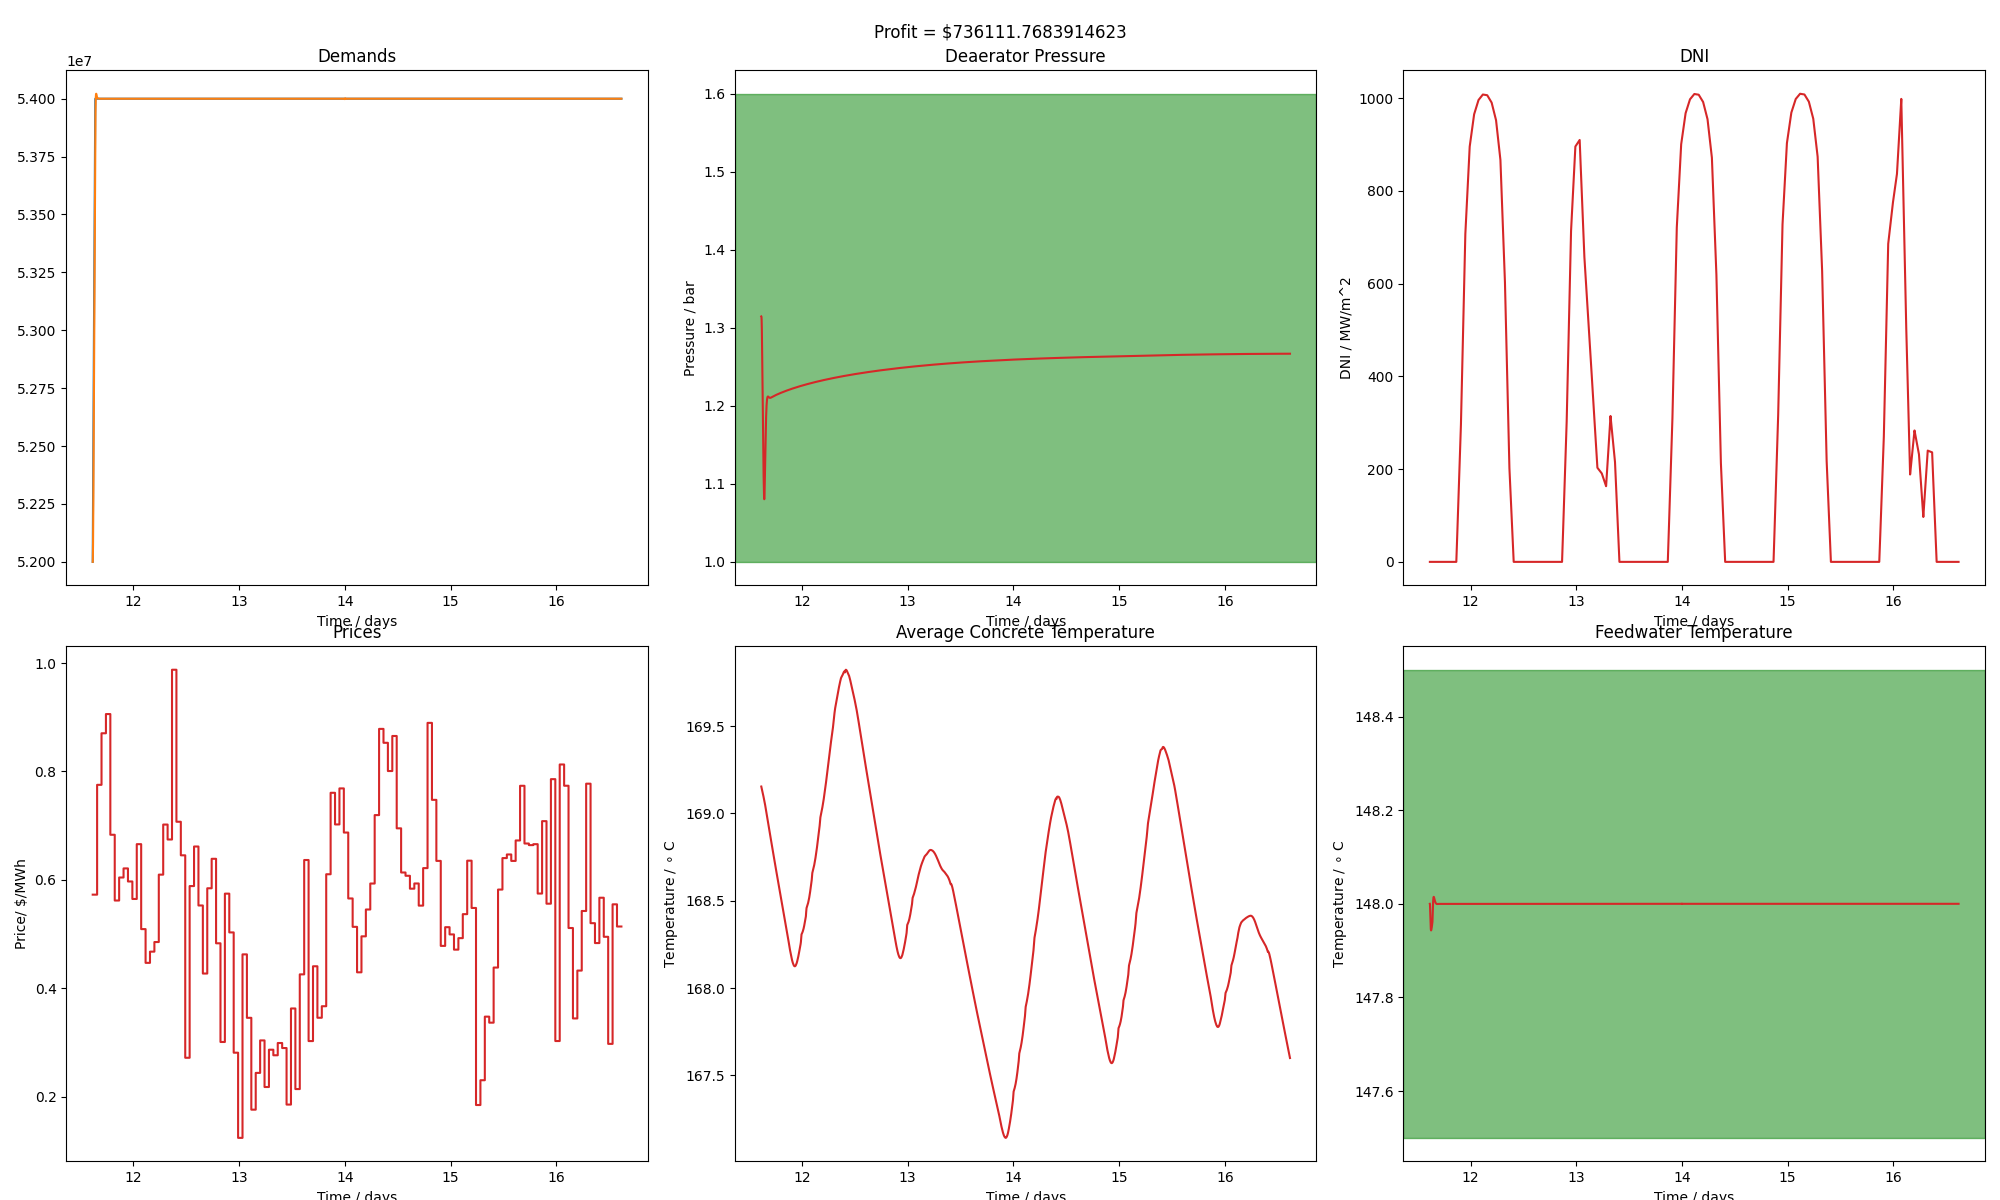 Profit = $736111.7683914623
Demands
1e7
5.400
5.375
5.350
5.325
5.300
5.275
5.250
5.225
5.200
12 13 14 15 16
Time / days
Deaerator Pressure
Pressure / bar
1.6
1.5
1.4
1.3
1.2
1.1
1.0
12 13 14 15 16
Time / days
DNI
DNI / MW/m^2
1000
800
600
400
200
0
12 13 14 15 16
Time / days
Prices
Price/ $/MWh
1.0
0.8
0.6
0.4
0.2
12 13 14 15 16
Time / days
Average Concrete Temperature
Temperature / ∘ C
169.5
169.0
168.5
168.0
167.5
12 13 14 15 16
Time / days
Feedwater Temperature
Temperature / ∘ C
148.4
148.2
148.0
147.8
147.6
12 13 14 15 16
Time / days